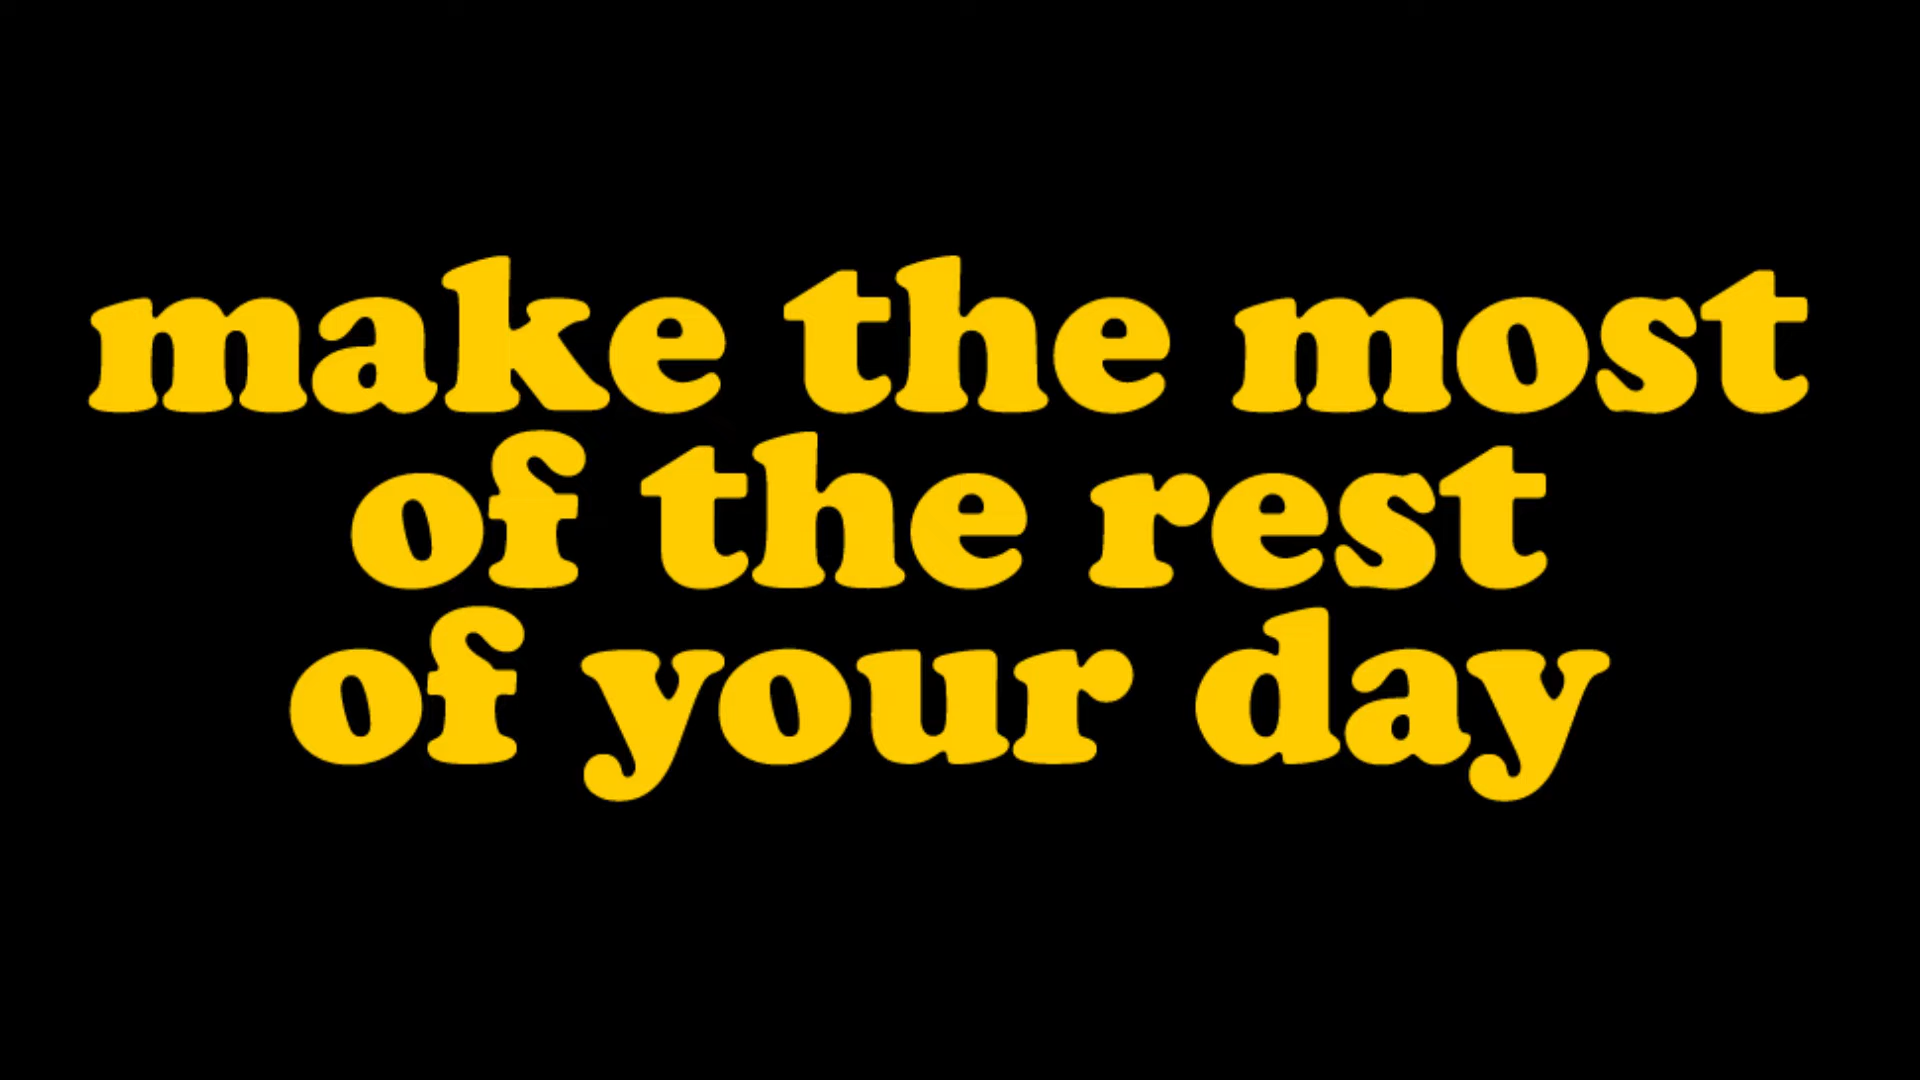 make the most
of the rest
of your day